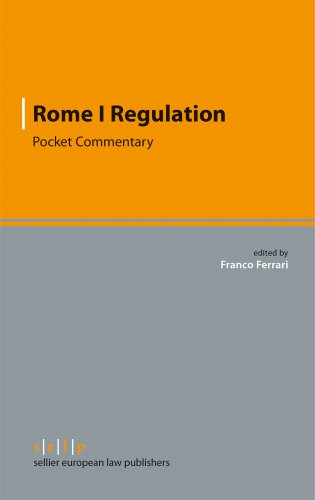 Rome I Regulation
Pocket Commentary
edited by
Franco Ferrari
s|e|l|p
sellier european law publishers